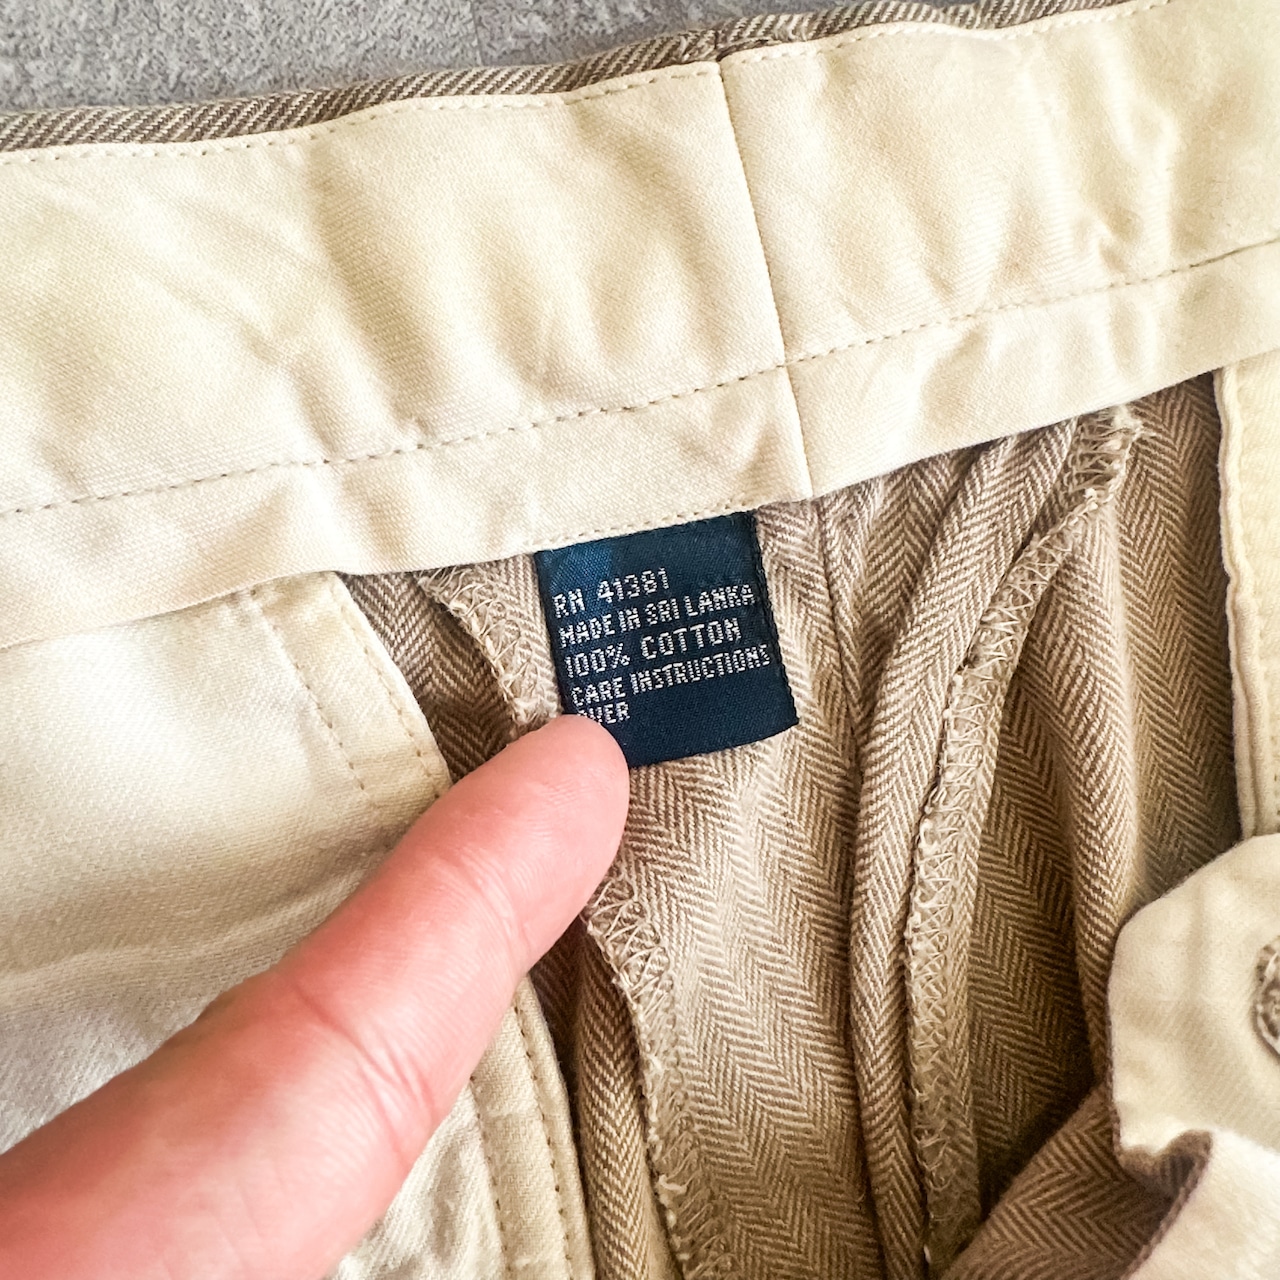 RN 41381
MADE IN SRI LANKA
100% COTTON
CARE INSTRUCTIONS
OVER